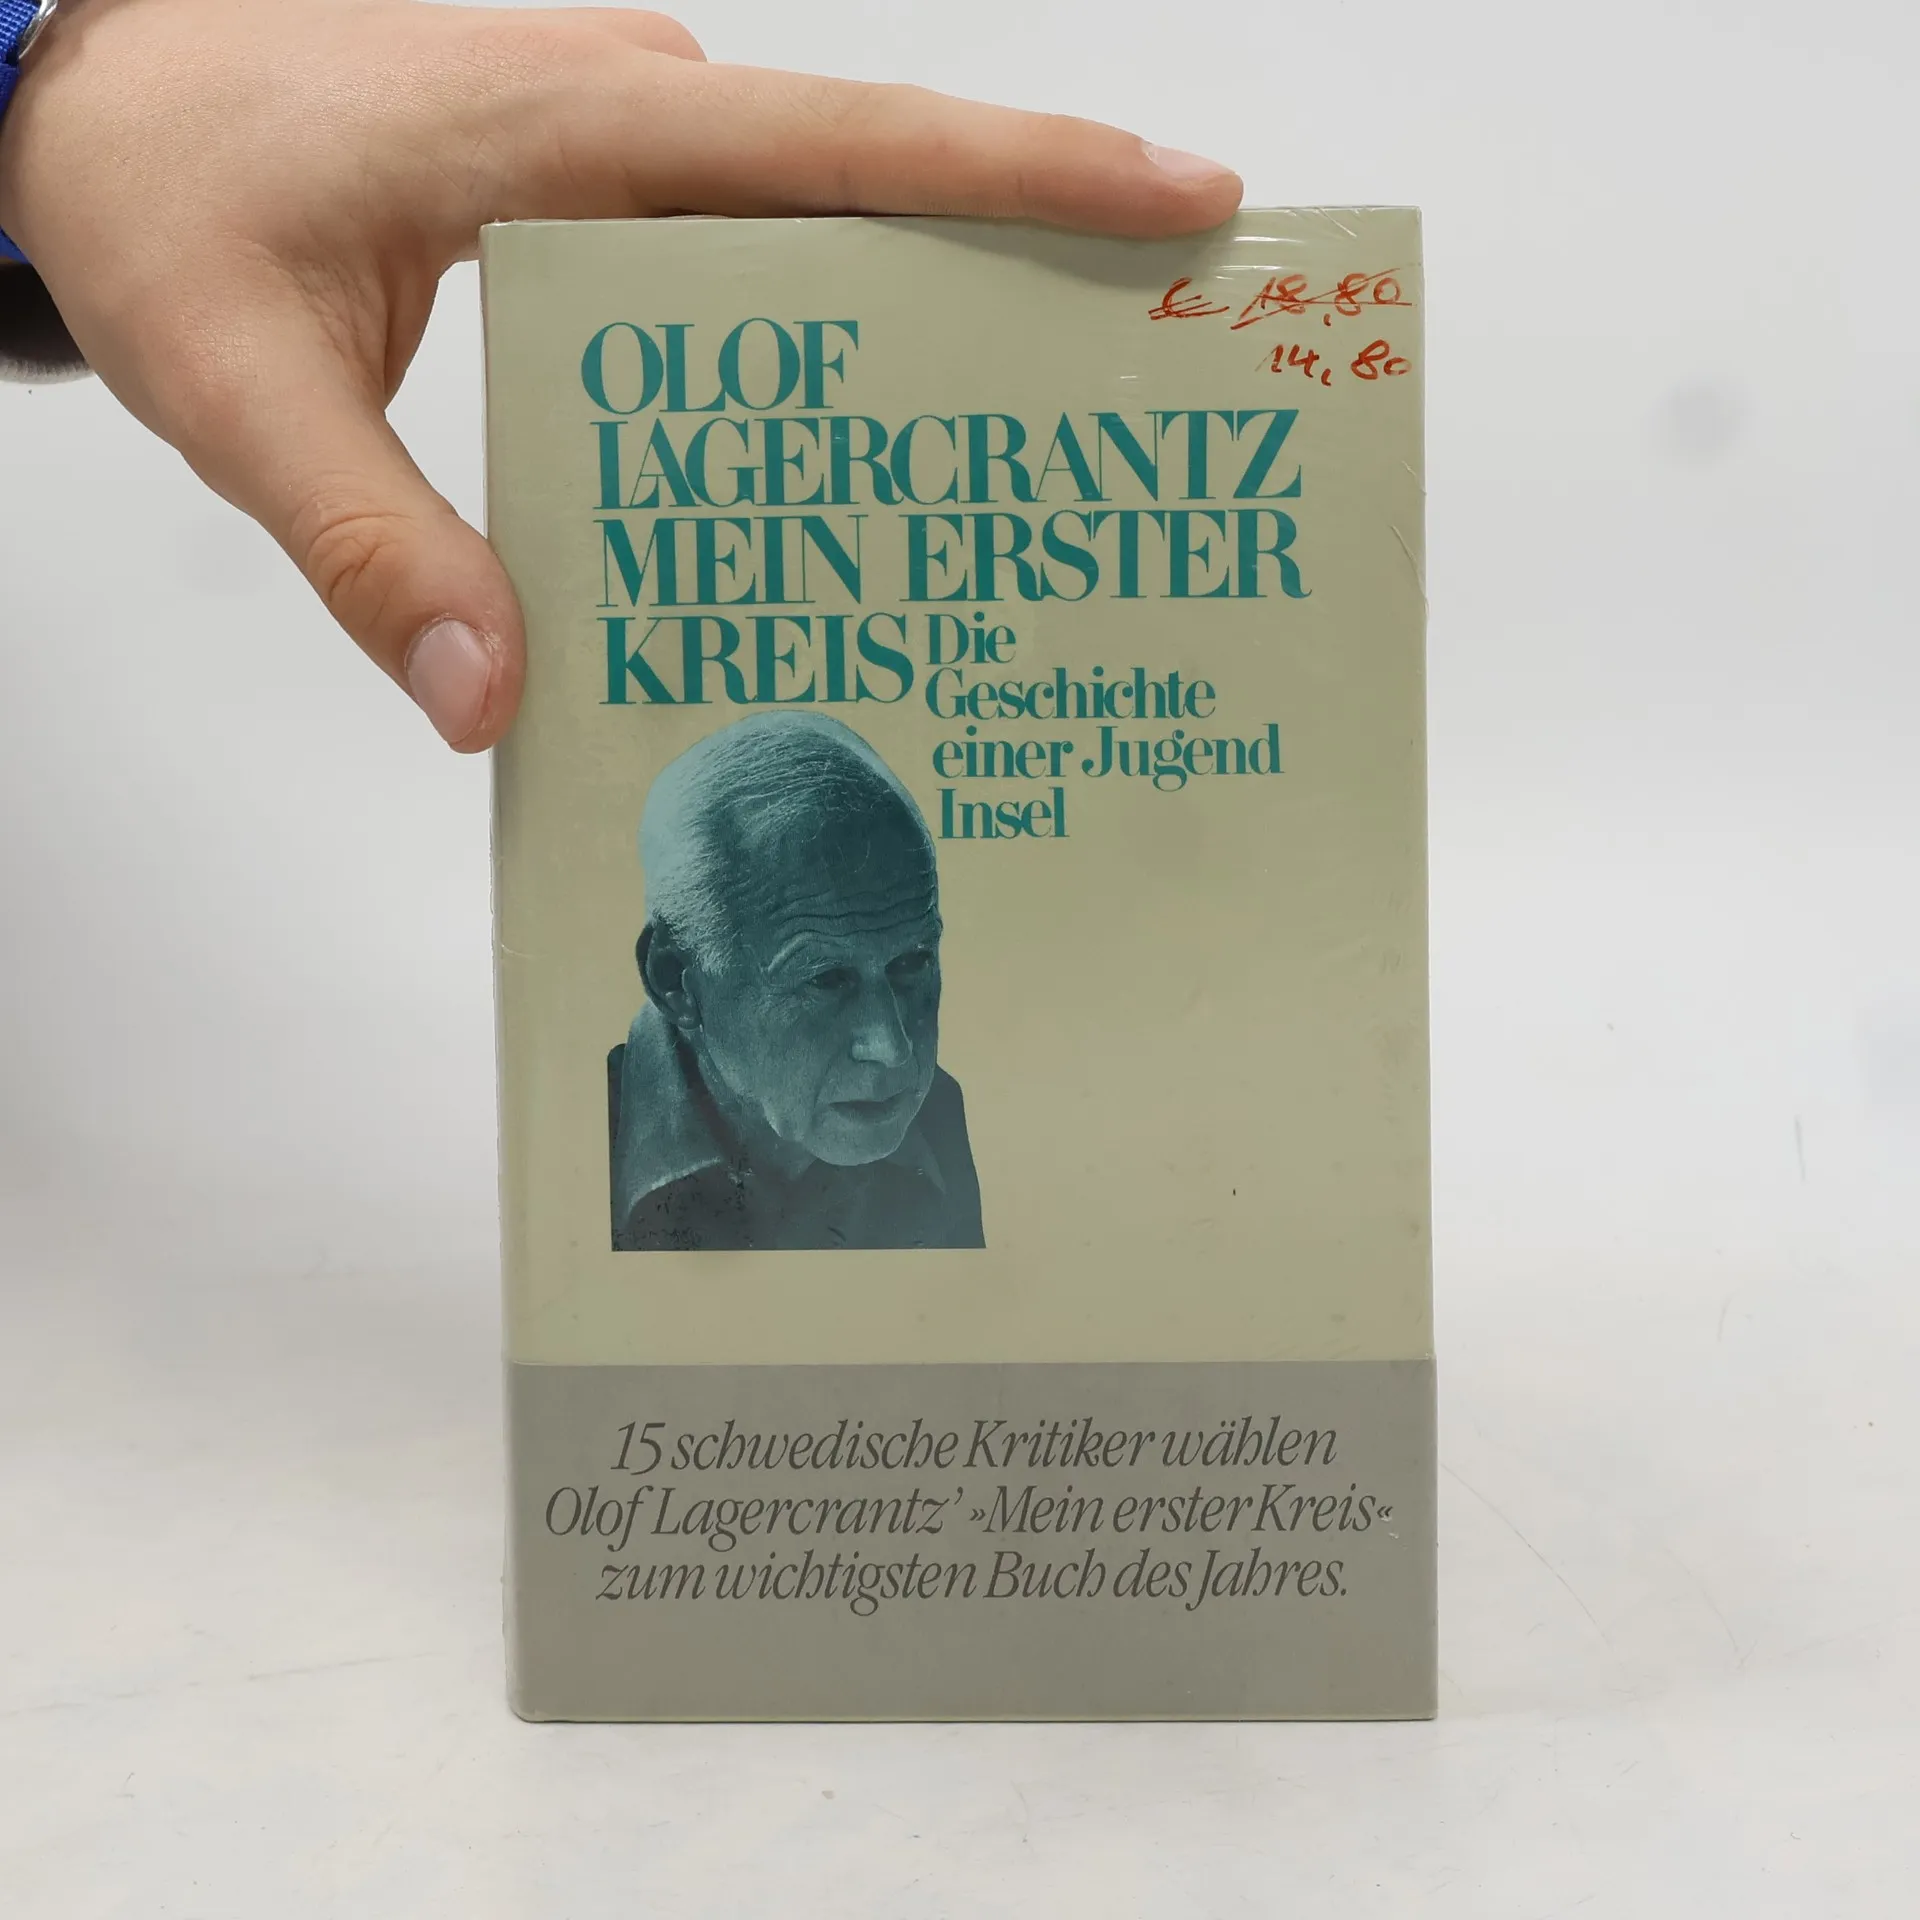 € 18,80
14,80
OLOF
LAGERCRANTZ
MEIN ERSTER
KREIS Die
Geschichte
einer Jugend
Insel
15 schwedische Kritiker wählen
Olof Lagercrantz’ »Mein erster Kreis«
zum wichtigsten Buch des Jahres.